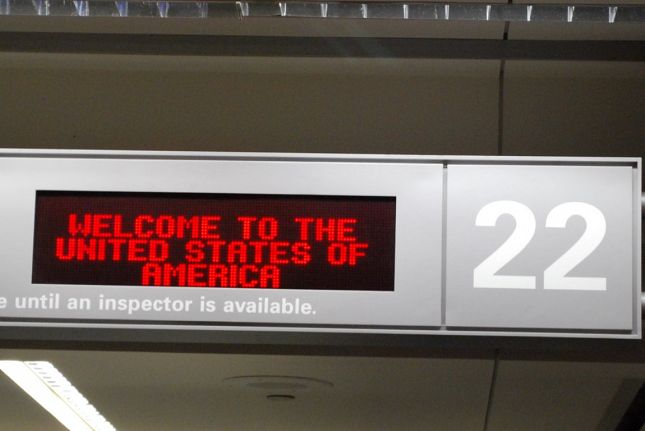 WELCOME TO THE
UNITED STATES OF
AMERICA
until an inspector is available.
22